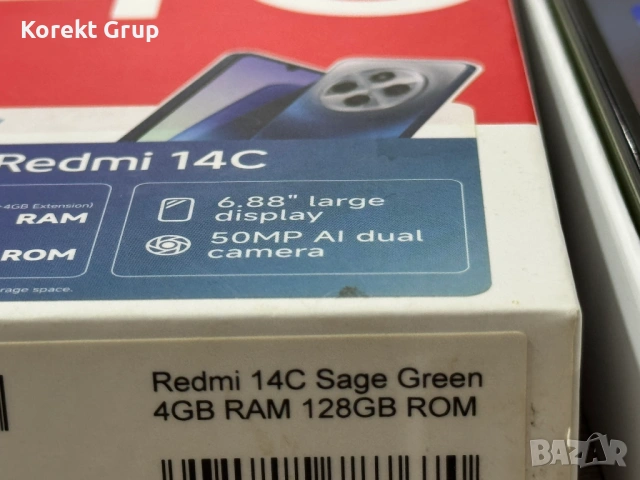 Korekt Grup
Redmi 14C
+4GB Extension)
RAM
ROM
6.88" large
display
50MP AI dual
camera
rage space.
Redmi 14C Sage Green
4GB RAM 128GB ROM
BAZAR